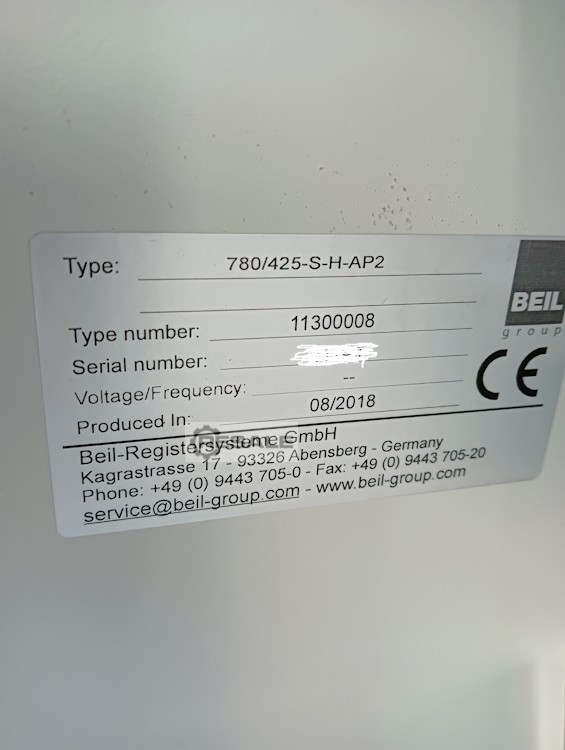 Type: 780/425-S-H-AP2
BEIL
group
Type number: 11300008
Serial number:
Voltage/Frequency: --
Produced In: 08/2018
CE
RESALE
Beil-Registersysteme GmbH
Kagrastrasse 17 - 93326 Abensberg - Germany
Phone: +49 (0) 9443 705-0 - Fax: +49 (0) 9443 705-20
service@beil-group.com - www.beil-group.com